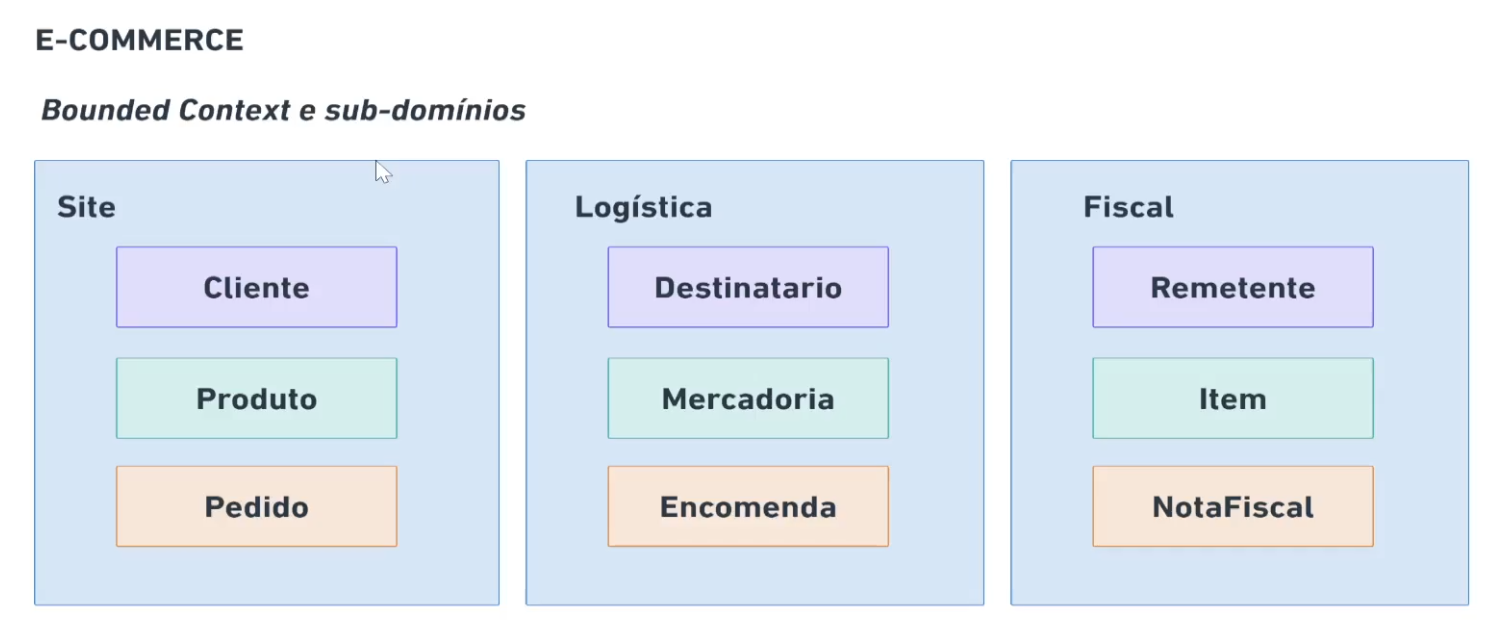 E-COMMERCE
Bounded Context e sub-domínios
Site
Cliente
Produto
Pedido
Logística
Destinatario
Mercadoria
Encomenda
Fiscal
Remetente
Item
NotaFiscal